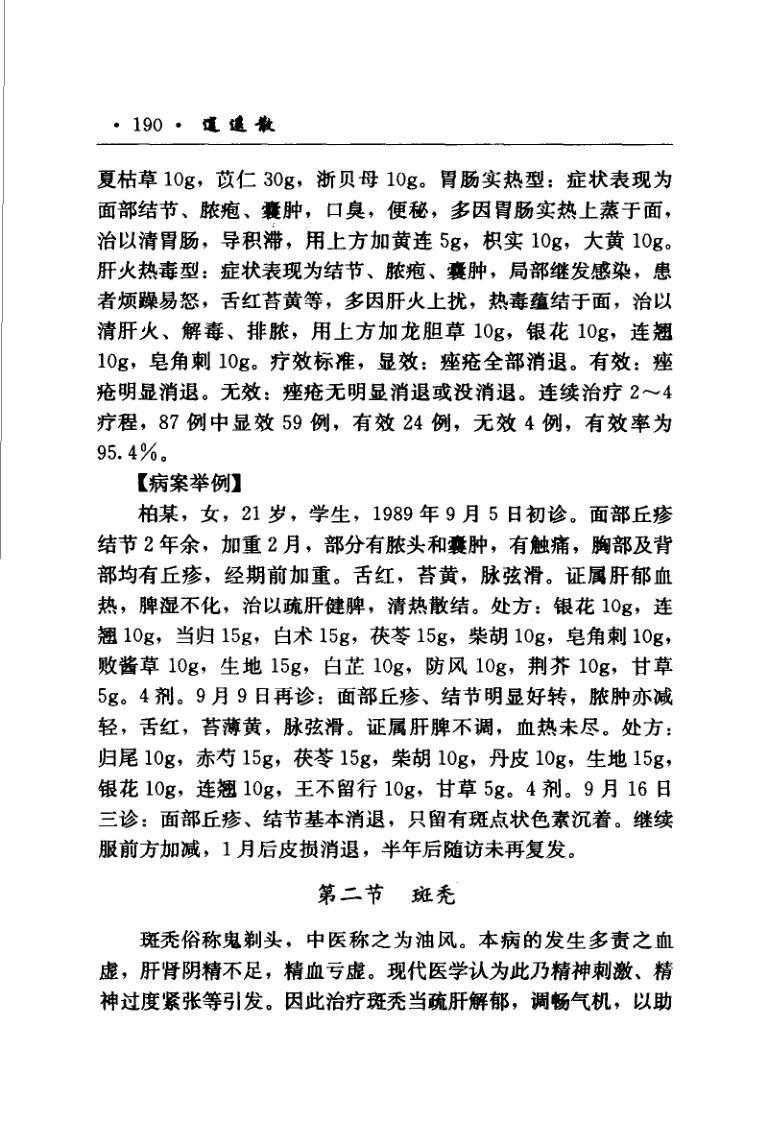 · 190 · 逍遥散
夏枯草 10g，苡仁 30g，浙贝母 10g。胃肠实热型：症状表现为
面部结节、脓疱、囊肿，口臭，便秘，多因胃肠实热上蒸于面，
治以清胃肠，导积滞，用上方加黄连 5g，枳实 10g，大黄 10g。
肝火热毒型：症状表现为结节、脓疱、囊肿，局部继发感染，患
者烦躁易怒，舌红苔黄等，多因肝火上扰，热毒蕴结于面，治以
清肝火、解毒、排脓，用上方加龙胆草 10g，银花 10g，连翘
10g，皂角刺 10g。疗效标准，显效：痤疮全部消退。有效：痤
疮明显消退。无效：痤疮无明显消退或没消退。连续治疗 2～4
疗程，87 例中显效 59 例，有效 24 例，无效 4 例，有效率为
95.4%。
【病案举例】
柏某，女，21 岁，学生，1989 年 9 月 5 日初诊。面部丘疹
结节 2 年余，加重 2 月，部分有脓头和囊肿，有触痛，胸部及背
部均有丘疹，经期前加重。舌红，苔黄，脉弦滑。证属肝郁血
热，脾湿不化，治以疏肝健脾，清热散结。处方：银花 10g，连
翘 10g，当归 15g，白术 15g，茯苓 15g，柴胡 10g，皂角刺 10g，
败酱草 10g，生地 15g，白芷 10g，防风 10g，荆芥 10g，甘草
5g。4 剂。9 月 9 日再诊：面部丘疹、结节明显好转，脓肿亦减
轻，舌红，苔薄黄，脉弦滑。证属肝脾不调，血热未尽。处方：
归尾 10g，赤芍 15g，茯苓 15g，柴胡 10g，丹皮 10g，生地 15g，
银花 10g，连翘 10g，王不留行 10g，甘草 5g。4 剂。9 月 16 日
三诊：面部丘疹、结节基本消退，只留有斑点状色素沉着。继续
服前方加减，1 月后皮损消退，半年后随访未再复发。
第二节 斑秃
斑秃俗称鬼剃头，中医称之为油风。本病的发生多责之血
虚，肝肾阴精不足，精血亏虚。现代医学认为此乃精神刺激、精
神过度紧张等引发。因此治疗斑秃当疏肝解郁，调畅气机，以助